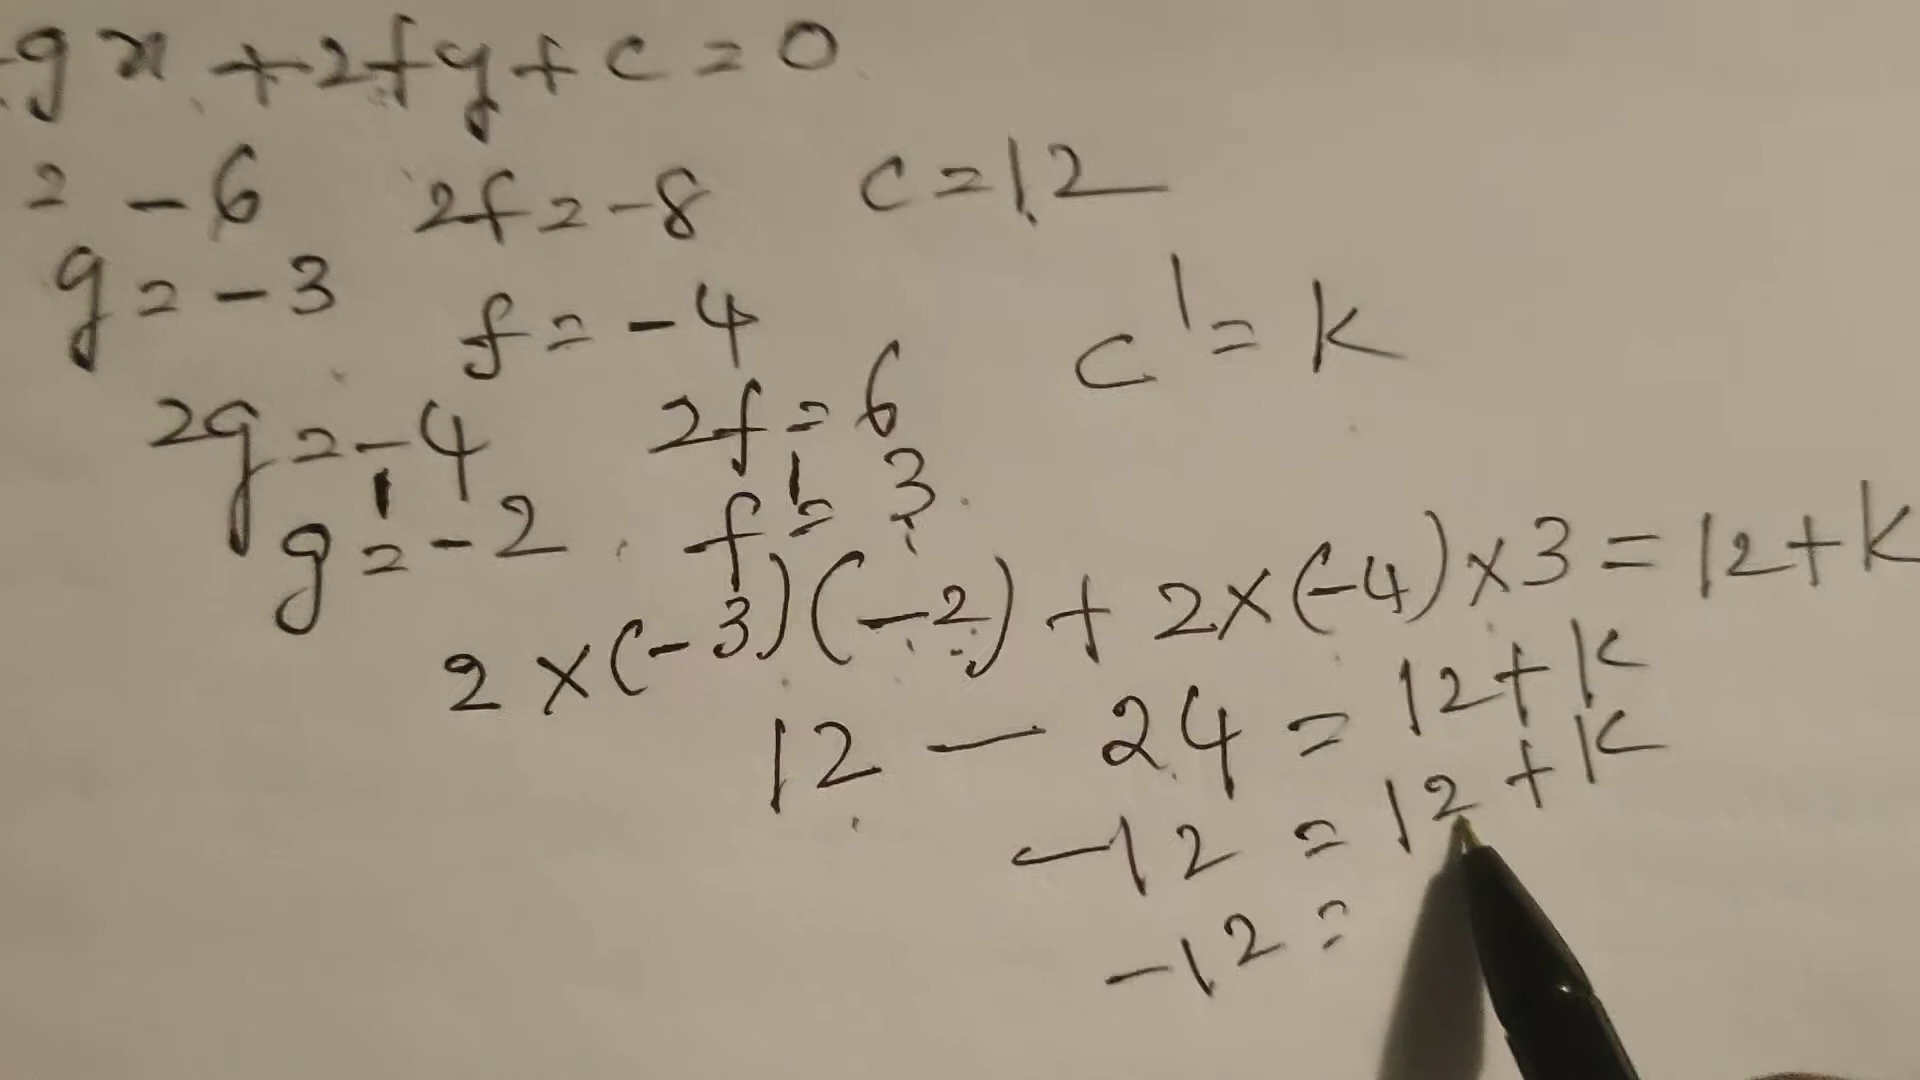 gx + 2fy + c = 0
= -6 2f = -8 c = 12
g = -3 f = -4 c' = k
2g = -4 2f = 6
g' = -2 f' = 3
2 × (-3)(-2) + 2 × (-4) × 3 = 12 + k
12 - 24 = 12 + k
-12 = 12 + k
-12 =